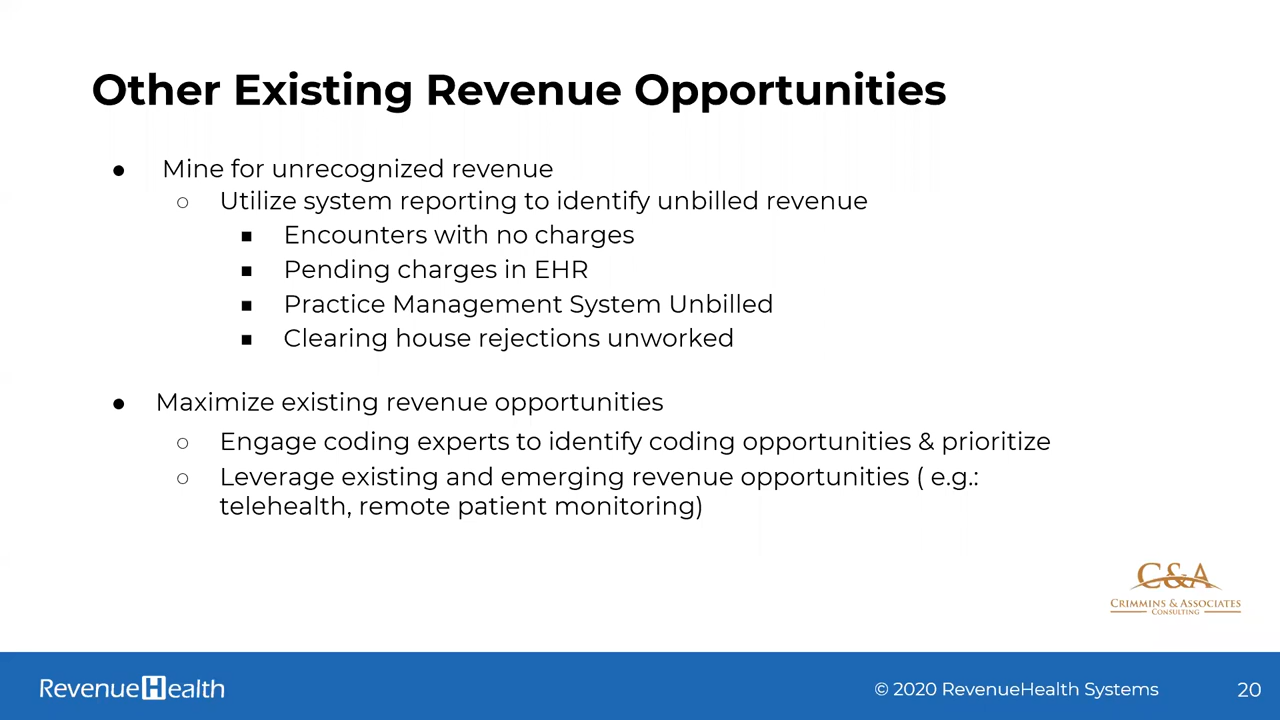 Other Existing Revenue Opportunities
● Mine for unrecognized revenue
○ Utilize system reporting to identify unbilled revenue
■ Encounters with no charges
■ Pending charges in EHR
■ Practice Management System Unbilled
■ Clearing house rejections unworked
● Maximize existing revenue opportunities
○ Engage coding experts to identify coding opportunities & prioritize
○ Leverage existing and emerging revenue opportunities ( e.g.:
telehealth, remote patient monitoring)
C&A
CRIMMINS & ASSOCIATES
CONSULTING
RevenueHealth
© 2020 RevenueHealth Systems
20